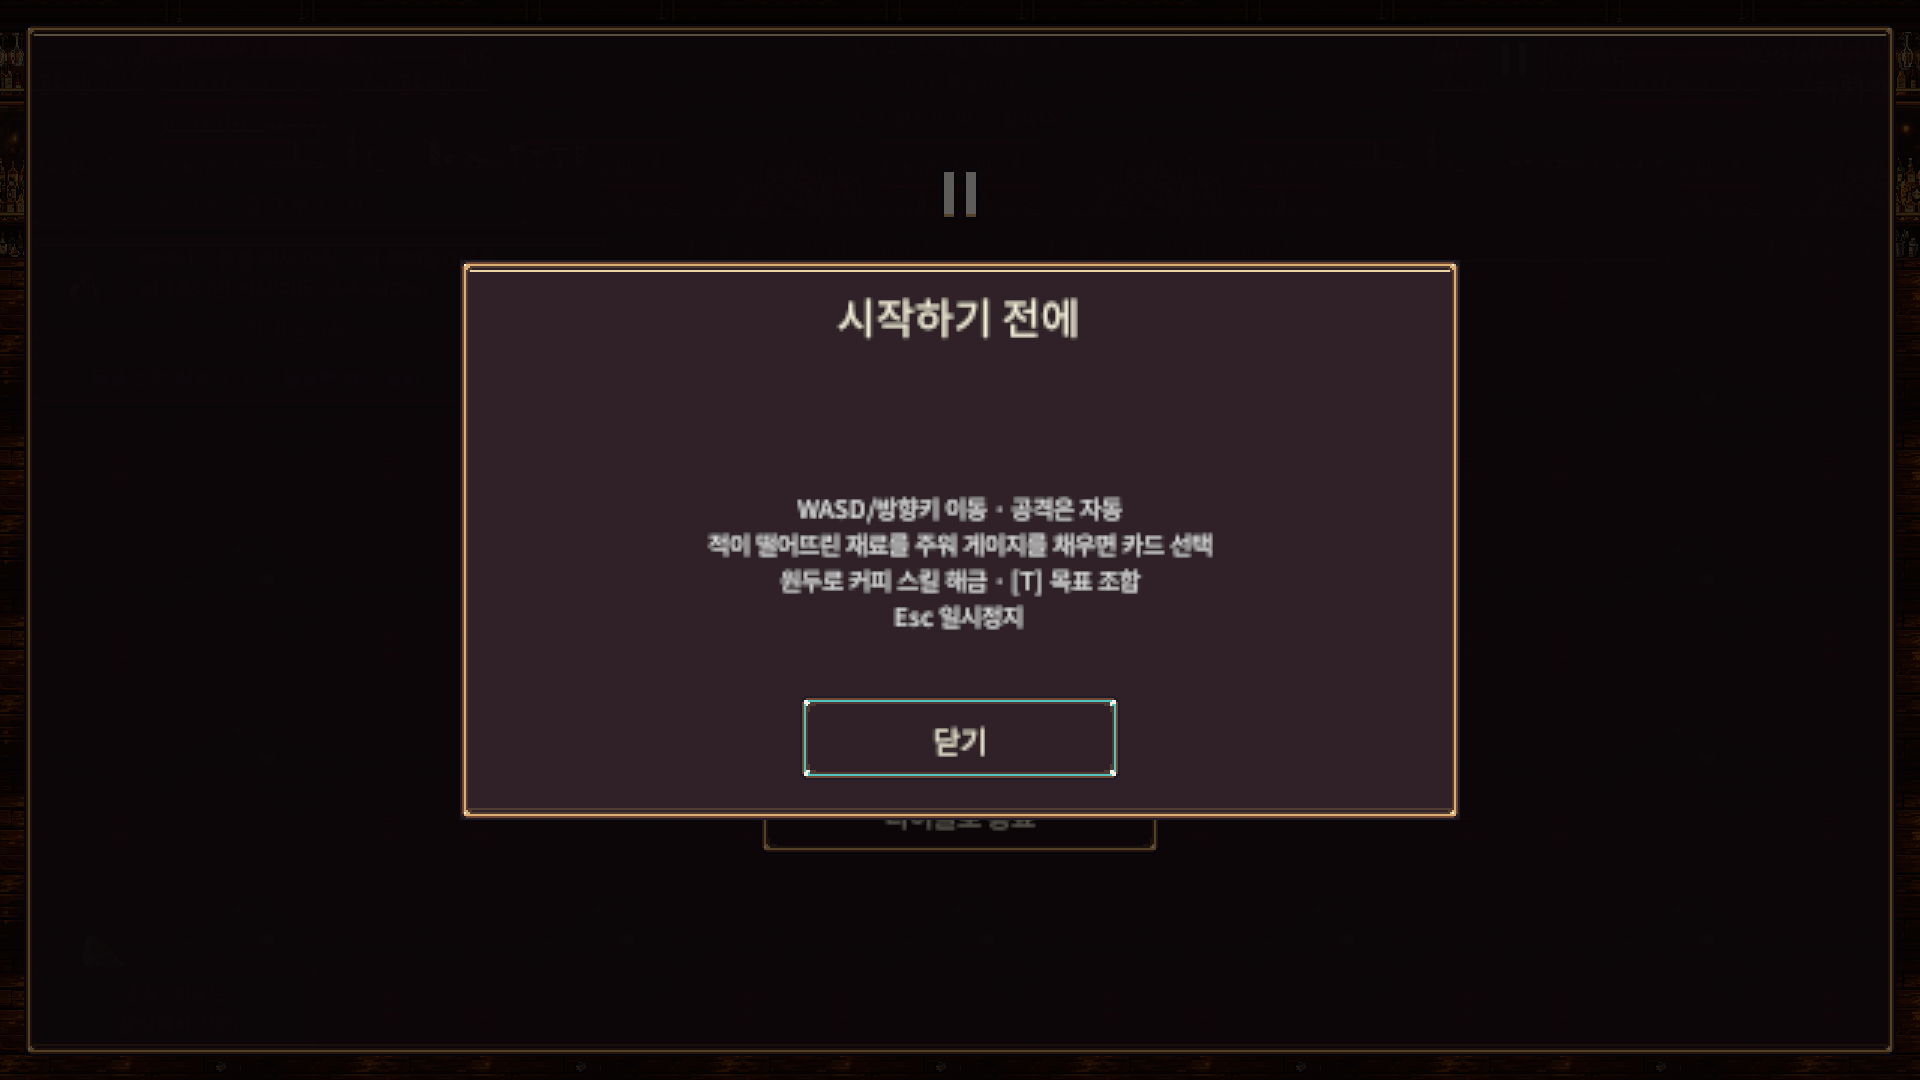 시작하기 전에
WASD/방향키 이동 · 공격은 자동
적이 떨어뜨린 재료를 주워 게이지를 채우면 카드 선택
원두로 커피 스킬 해금 · [T] 목표 조합
Esc 일시정지
닫기